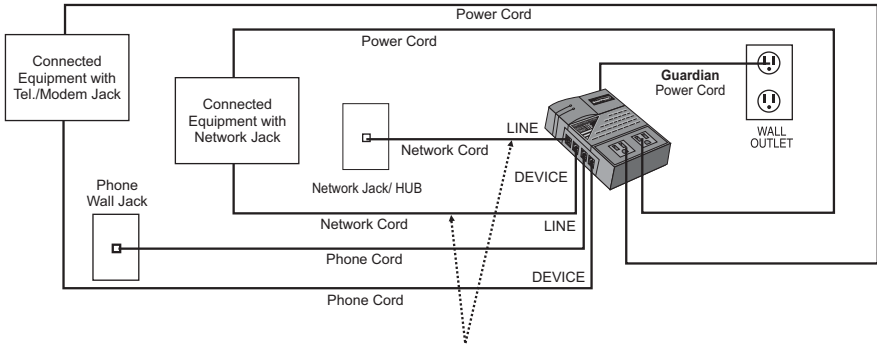 Power Cord
Power Cord
Connected
Equipment with
Tel./Modem Jack
Connected
Equipment with
Network Jack
Guardian
Power Cord
WALL
OUTLET
LINE
Network Cord
DEVICE
Network Jack/ HUB
Phone
Wall Jack
Network Cord
LINE
Phone Cord
DEVICE
Phone Cord